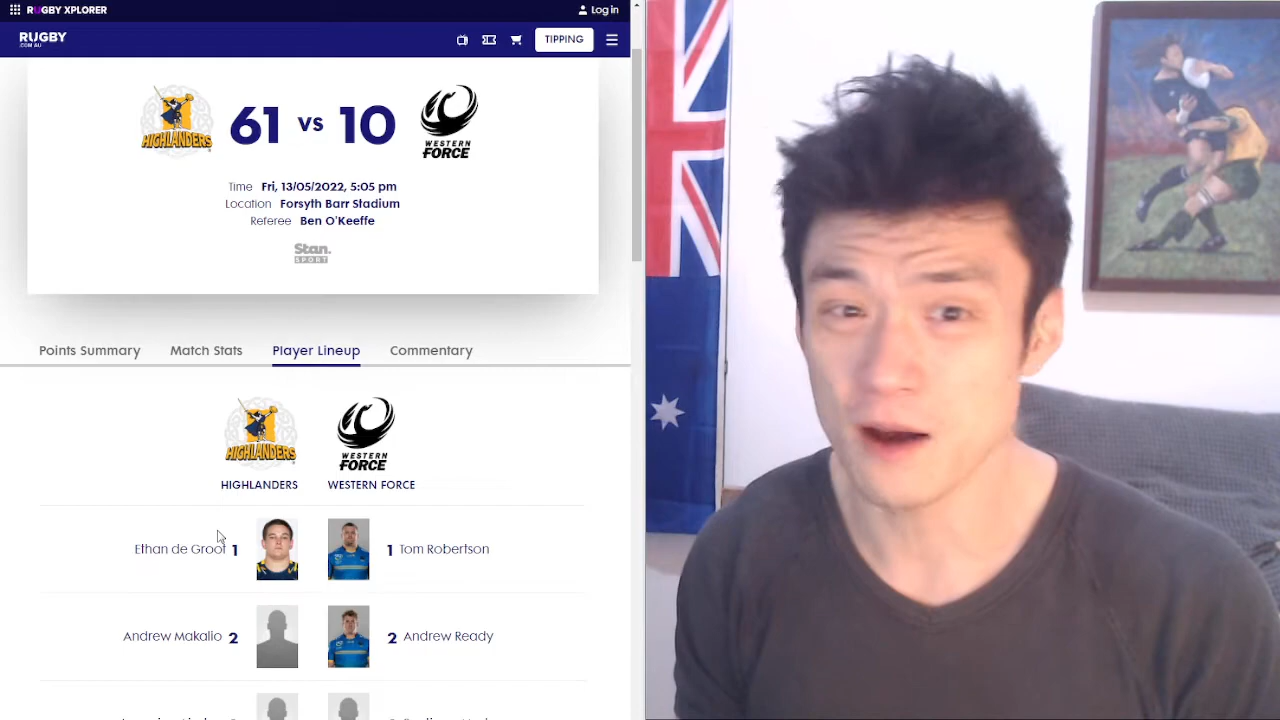 RUGBY XPLORER
Log in
RUGBY
.COM.AU
TIPPING
HIGHLANDERS
61 vs 10
WESTERN
FORCE
Time Fri, 13/05/2022, 5:05 pm
Location Forsyth Barr Stadium
Referee Ben O'Keeffe
Stan.
SPORT
Points Summary Match Stats Player Lineup Commentary
HIGHLANDERS
WESTERN
FORCE
HIGHLANDERS WESTERN FORCE
Ethan de Groot 1 1 Tom Robertson
Andrew Makalio 2 2 Andrew Ready